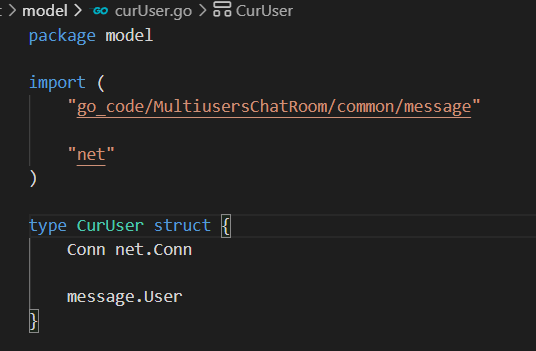 model > curUser.go > CurUser
package model
import (
"go_code/MultiusersChatRoom/common/message"
"net"
)
type CurUser struct {
Conn net.Conn
message.User
}